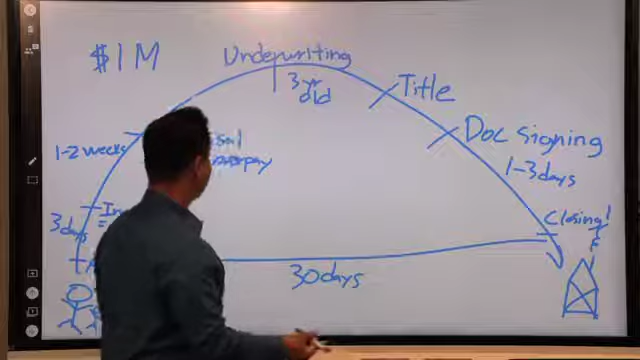 $1M
Underwriting
3 yr
old
Title
Doc Signing
1-3 days
1-2 weeks
3 days
Closing!
30 days